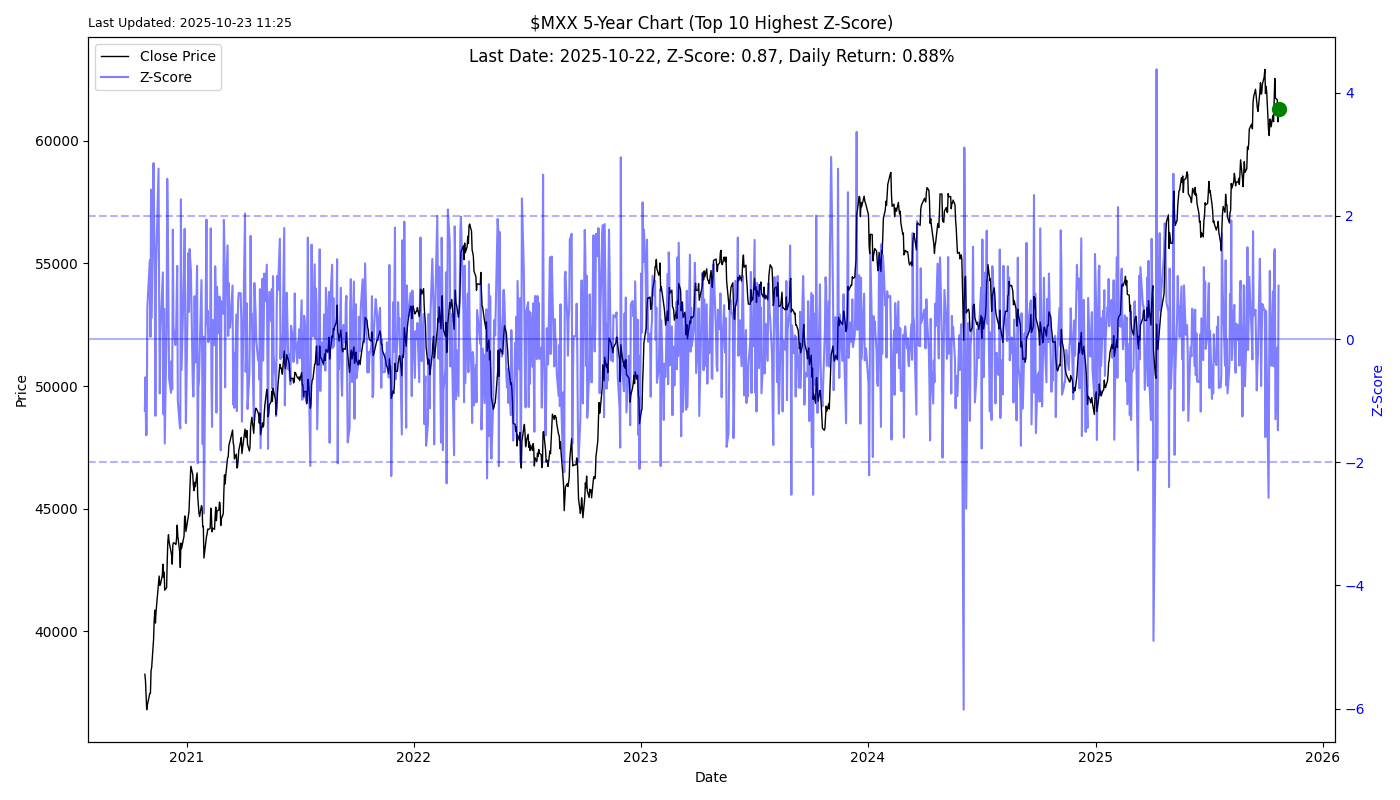 Last Updated: 2025-10-23 11:25
$MXX 5-Year Chart (Top 10 Highest Z-Score)
Last Date: 2025-10-22, Z-Score: 0.87, Daily Return: 0.88%
Close Price
Z-Score
60000
55000
50000
45000
40000
Price
4
2
0
−2
−4
−6
Z-Score
2021
2022
2023
2024
2025
2026
Date